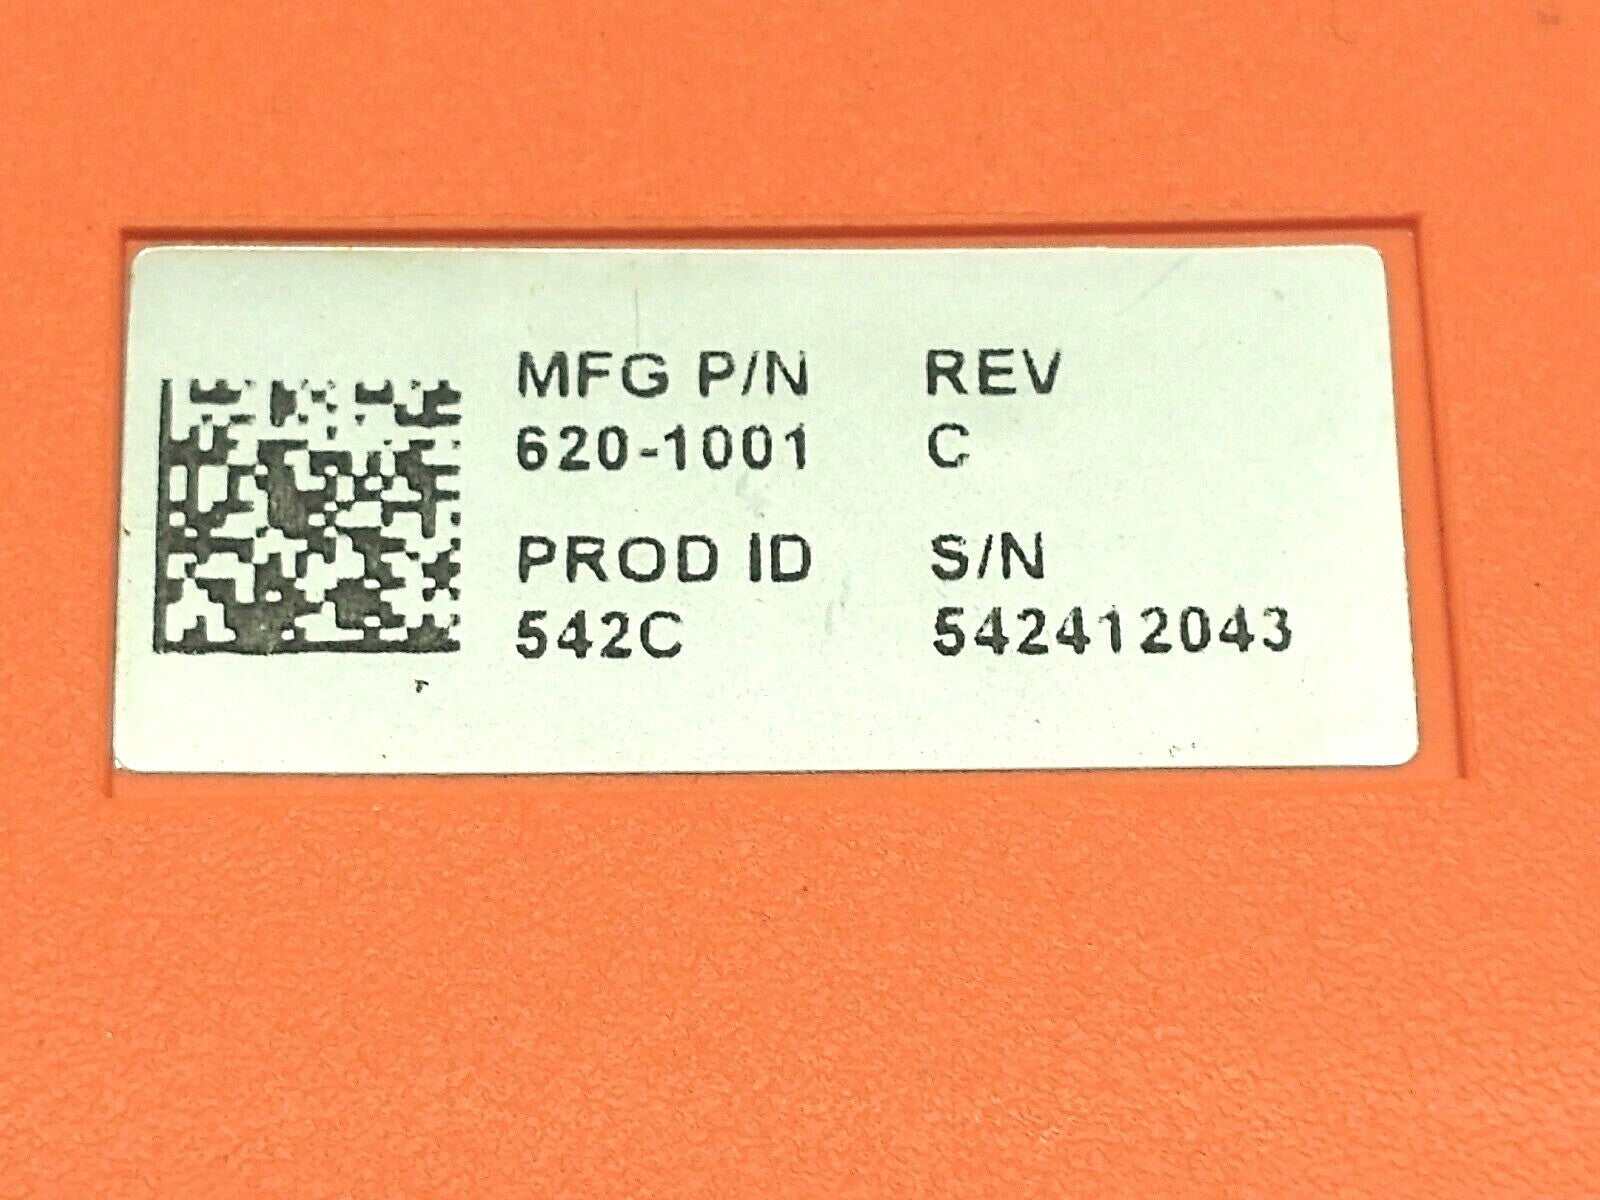 MFG P/N REV
620-1001 C
PROD ID S/N
542C 542412043